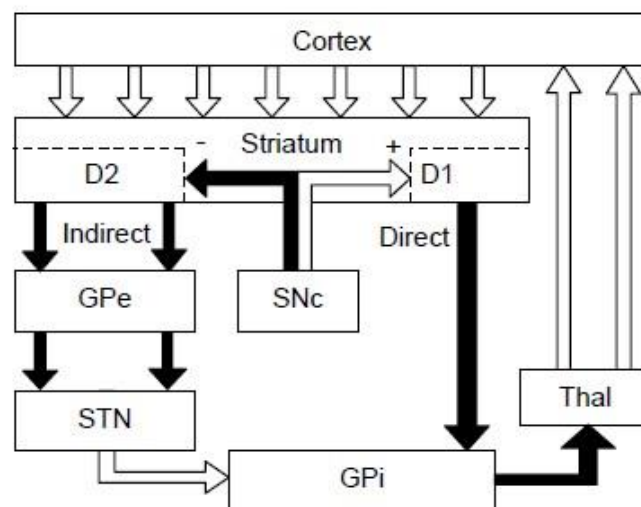 Cortex
- Striatum +
D2 D1
Indirect Direct
GPe SNc
STN Thal
GPi